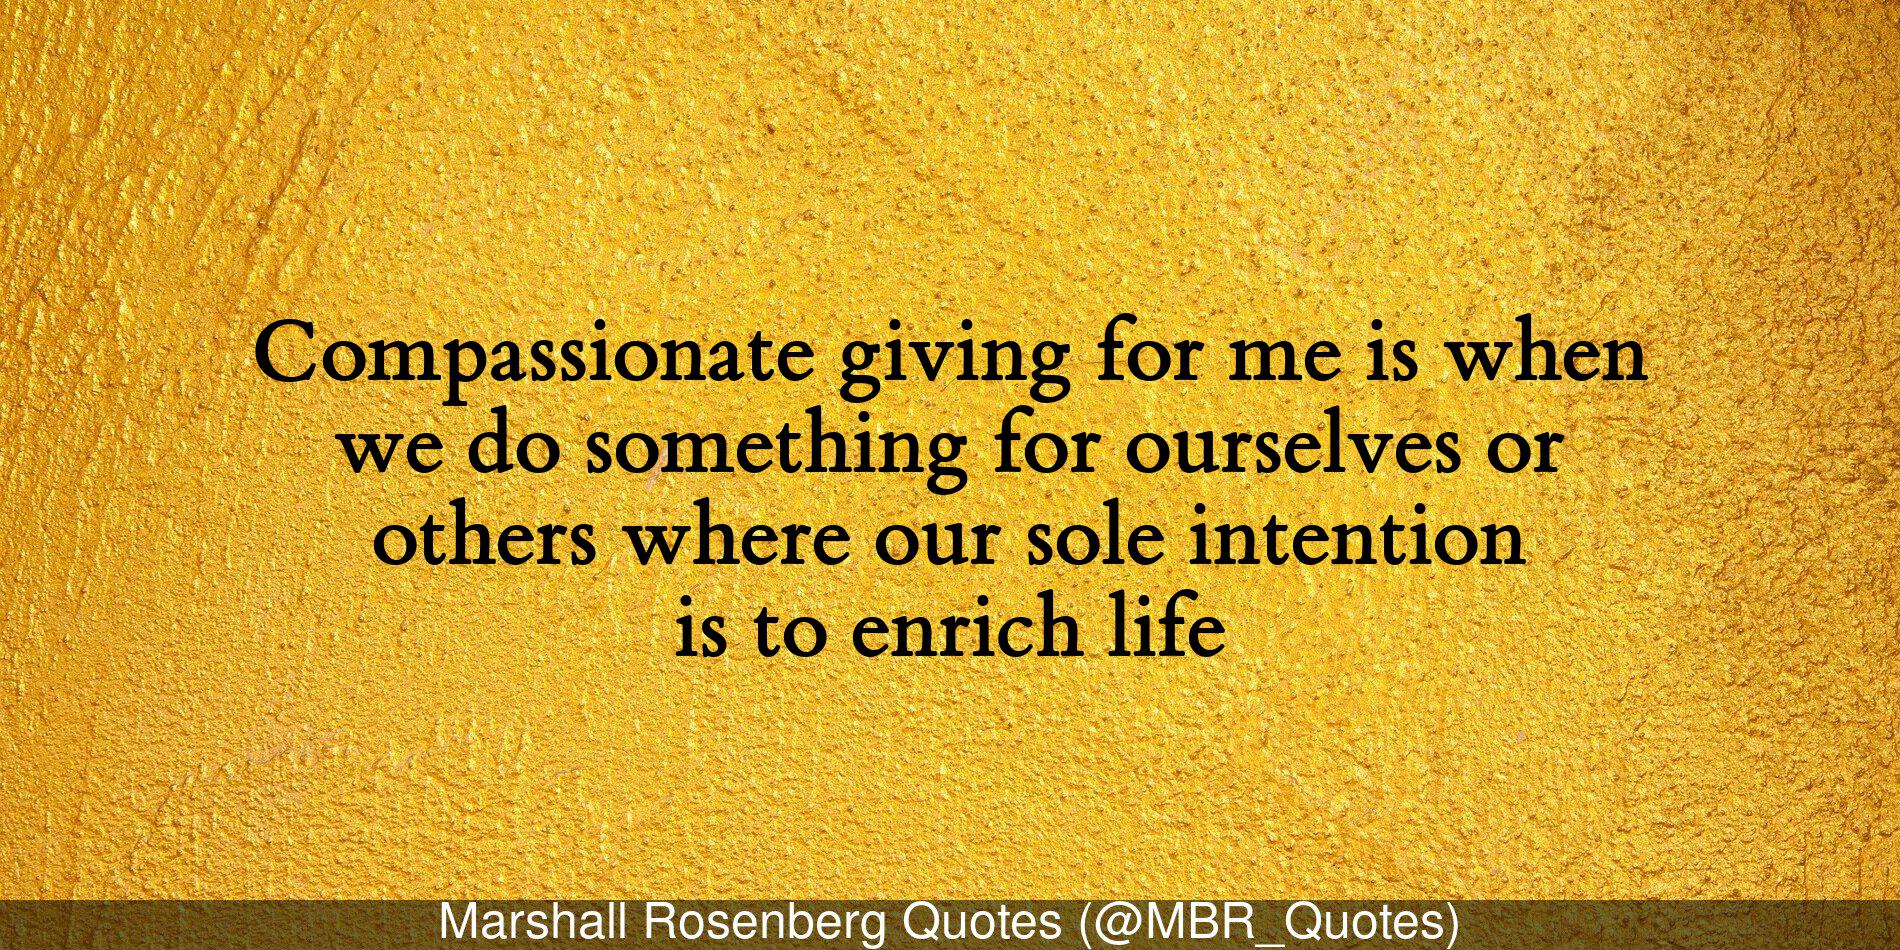 Compassionate giving for me is when
we do something for ourselves or
others where our sole intention
is to enrich life
Marshall Rosenberg Quotes (@MBR_Quotes)